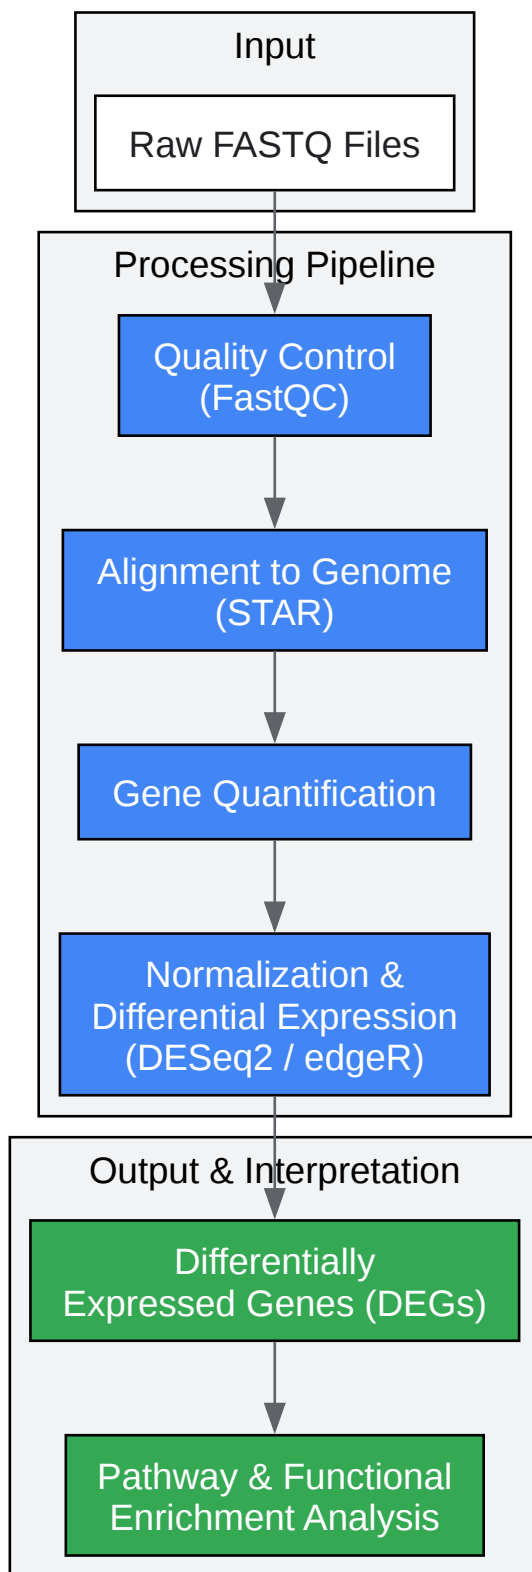 Input
Raw FASTQ Files
Processing Pipeline
Quality Control
(FastQC)
Alignment to Genome
(STAR)
Gene Quantification
Normalization &
Differential Expression
(DESeq2 / edgeR)
Output & Interpretation
Differentially
Expressed Genes (DEGs)
Pathway & Functional
Enrichment Analysis